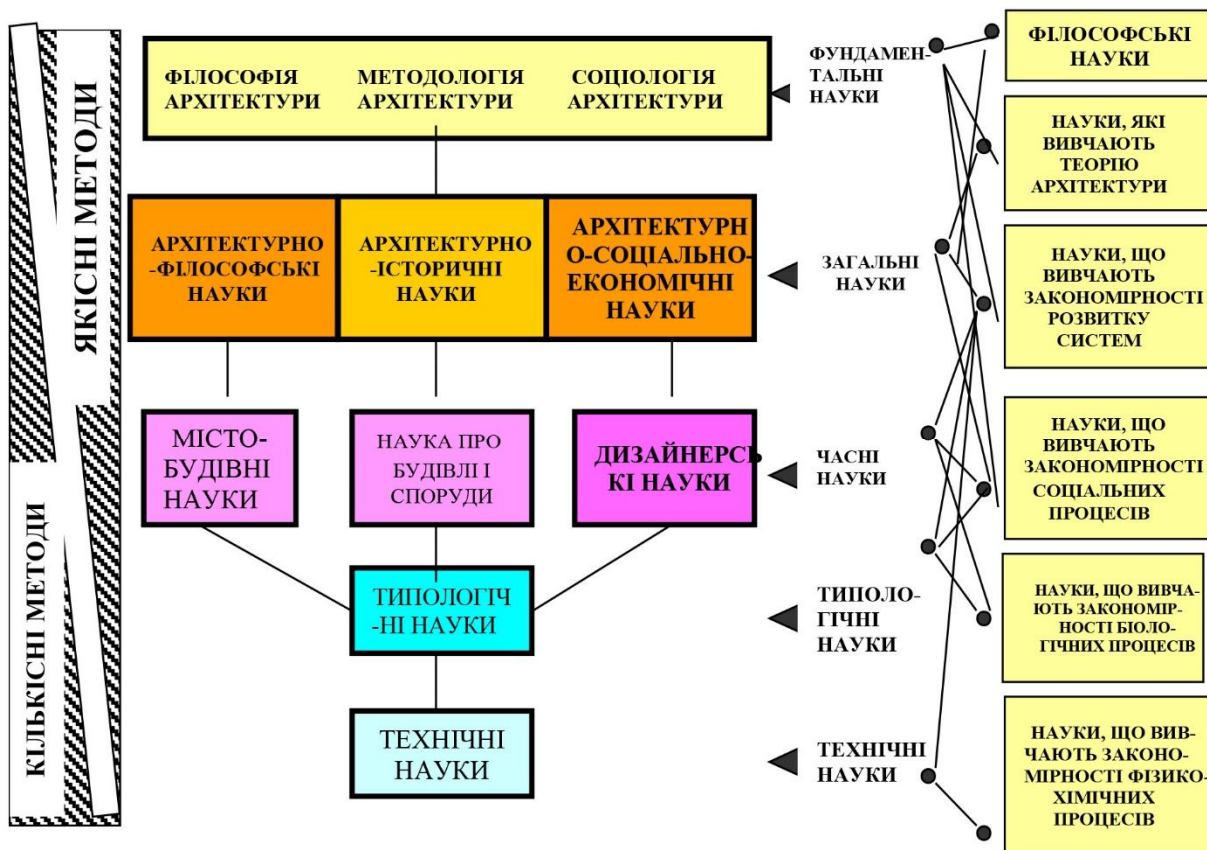 ЯКІСНІ МЕТОДИ
КІЛЬКІСНІ МЕТОДИ
ФІЛОСОФІЯ
АРХІТЕКТУРИ
МЕТОДОЛОГІЯ
АРХІТЕКТУРИ
СОЦІОЛОГІЯ
АРХІТЕКТУРИ
АРХІТЕКТУРНО
-ФІЛОСОФСЬКІ
НАУКИ
АРХІТЕКТУРНО
-ІСТОРИЧНІ
НАУКИ
АРХІТЕКТУРН
О-СОЦІАЛЬНО-
ЕКОНОМІЧНІ
НАУКИ
МІСТО-
БУДІВНІ
НАУКИ
НАУКА ПРО
БУДІВЛІ І
СПОРУДИ
ДИЗАЙНЕРСЬ
КІ НАУКИ
ТИПОЛОГІЧ
-НІ НАУКИ
ТЕХНІЧНІ
НАУКИ
ФУНДАМЕН-
ТАЛЬНІ
НАУКИ
ЗАГАЛЬНІ
НАУКИ
ЧАСНІ
НАУКИ
ТИПОЛО-
ГІЧНІ
НАУКИ
ТЕХНІЧНІ
НАУКИ
ФІЛОСОФСЬКІ
НАУКИ
НАУКИ, ЯКІ
ВИВЧАЮТЬ
ТЕОРІЮ
АРХІТЕКТУРИ
НАУКИ, ЩО
ВИВЧАЮТЬ
ЗАКОНОМІРНОСТІ
РОЗВИТКУ
СИСТЕМ
НАУКИ, ЩО
ВИВЧАЮТЬ
ЗАКОНОМІРНОСТІ
СОЦІАЛЬНИХ
ПРОЦЕСІВ
НАУКИ, ЩО ВИВЧА-
ЮТЬ ЗАКОНОМІР-
НОСТІ БІОЛО-
ГІЧНИХ ПРОЦЕСІВ
НАУКИ, ЩО ВИВ-
ЧАЮТЬ ЗАКОНО-
МІРНОСТІ ФІЗИКО-
ХІМІЧНИХ
ПРОЦЕСІВ